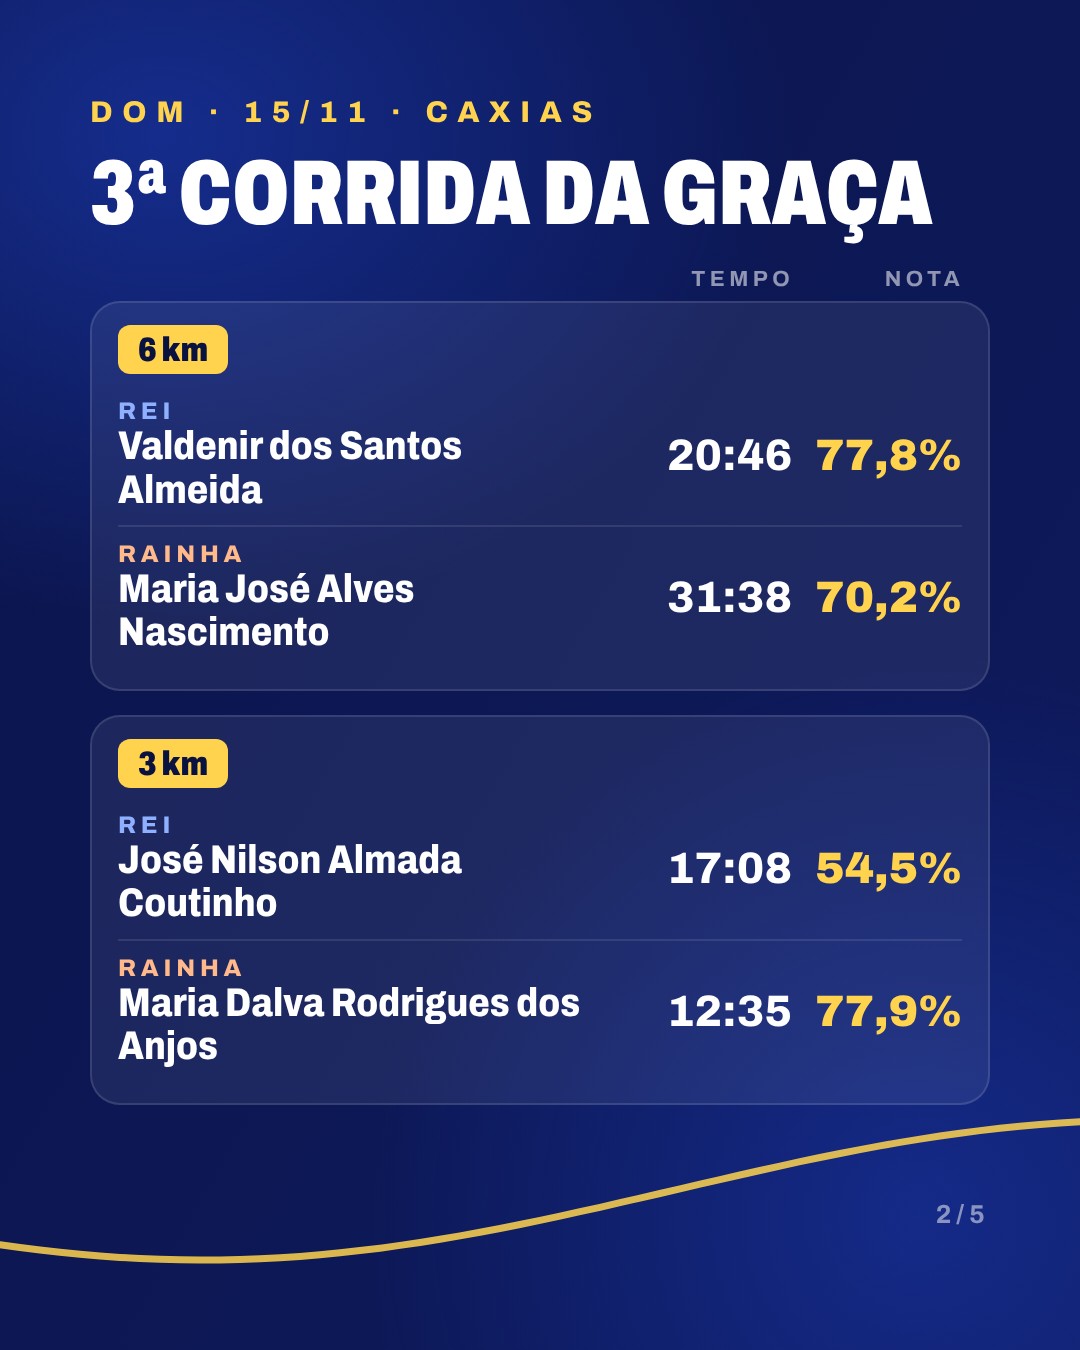 DOM · 15/11 · CAXIAS
3ª CORRIDA DA GRAÇA
TEMPO NOTA
6 km
REI
Valdenir dos Santos
Almeida
20:46 77,8%
RAINHA
Maria José Alves
Nascimento
31:38 70,2%
3 km
REI
José Nilson Almada
Coutinho
17:08 54,5%
RAINHA
Maria Dalva Rodrigues dos
Anjos
12:35 77,9%
2/5